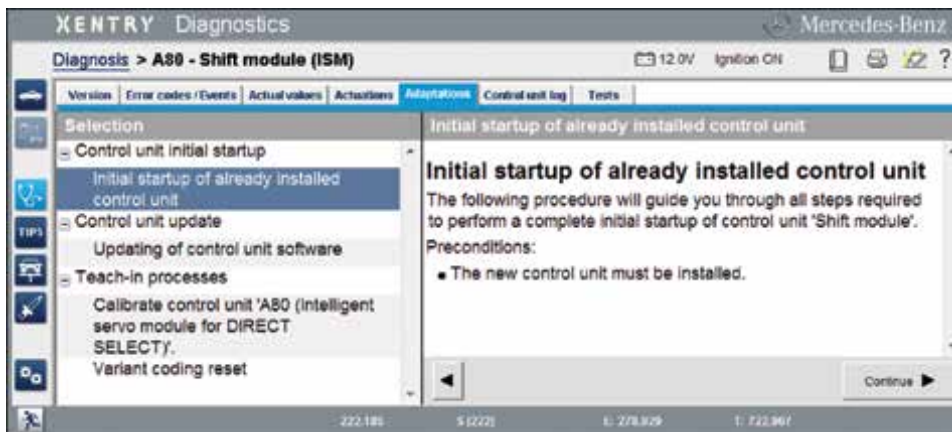 XENTRY Diagnostics
Mercedes-Benz
Diagnosis > A80 - Shift module (ISM)
12.0V Ignition ON ?
Version Error codes / Events Actual values Actuations Adaptations Control unit log Tests
Selection
Control unit initial startup
Initial startup of already installed
control unit
Control unit update
Updating of control unit software
Teach-in processes
Calibrate control unit 'A80 (Intelligent
servo module for DIRECT
SELECT)'.
Variant coding reset
Initial startup of already installed control unit
Initial startup of already installed control unit
The following procedure will guide you through all steps required
to perform a complete initial startup of control unit 'Shift module'.
Preconditions:
• The new control unit must be installed.
Continue
TIPS
222.185 S (222)